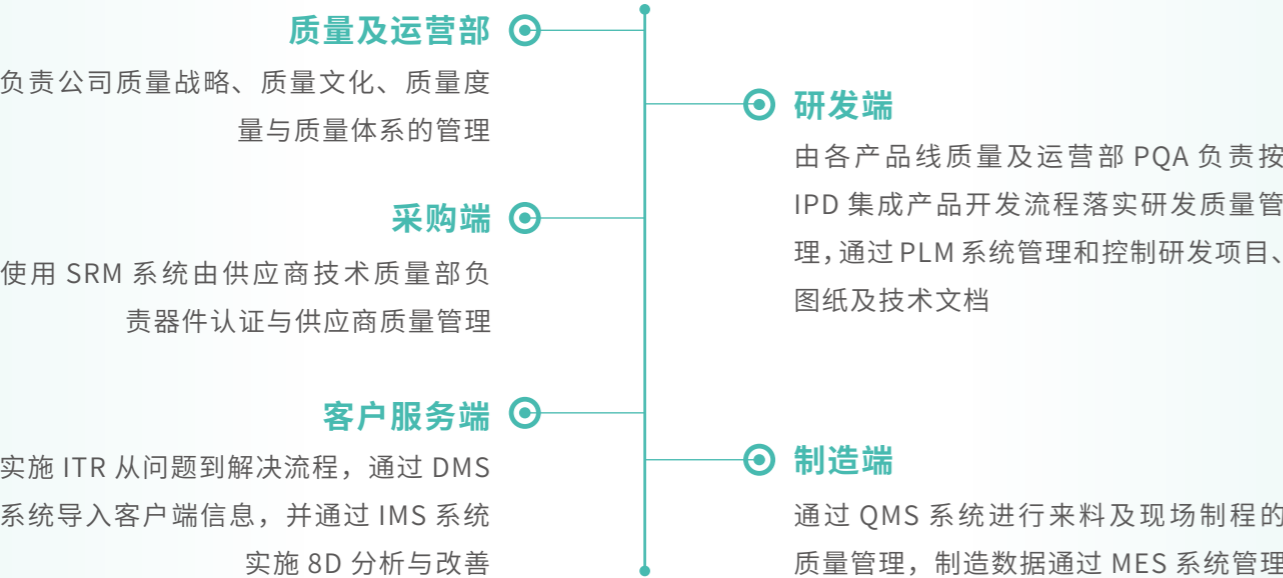 质量及运营部
负责公司质量战略、质量文化、质量度
量与质量体系的管理
研发端
由各产品线质量及运营部 PQA 负责按
IPD 集成产品开发流程落实研发质量管
理，通过 PLM 系统管理和控制研发项目、
图纸及技术文档
采购端
使用 SRM 系统由供应商技术质量部负
责器件认证与供应商质量管理
客户服务端
实施 ITR 从问题到解决流程，通过 DMS
系统导入客户端信息，并通过 IMS 系统
实施 8D 分析与改善
制造端
通过 QMS 系统进行来料及现场制程的
质量管理，制造数据通过 MES 系统管理